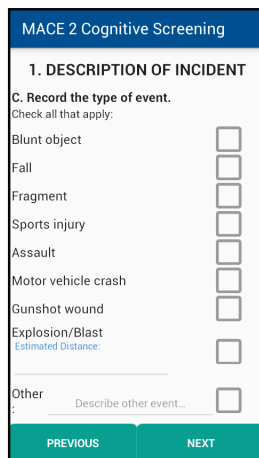 MACE 2 Cognitive Screening
1. DESCRIPTION OF INCIDENT
C. Record the type of event.
Check all that apply:
Blunt object
Fall
Fragment
Sports injury
Assault
Motor vehicle crash
Gunshot wound
Explosion/Blast
Estimated Distance:
Other
: Describe other event...
PREVIOUS NEXT